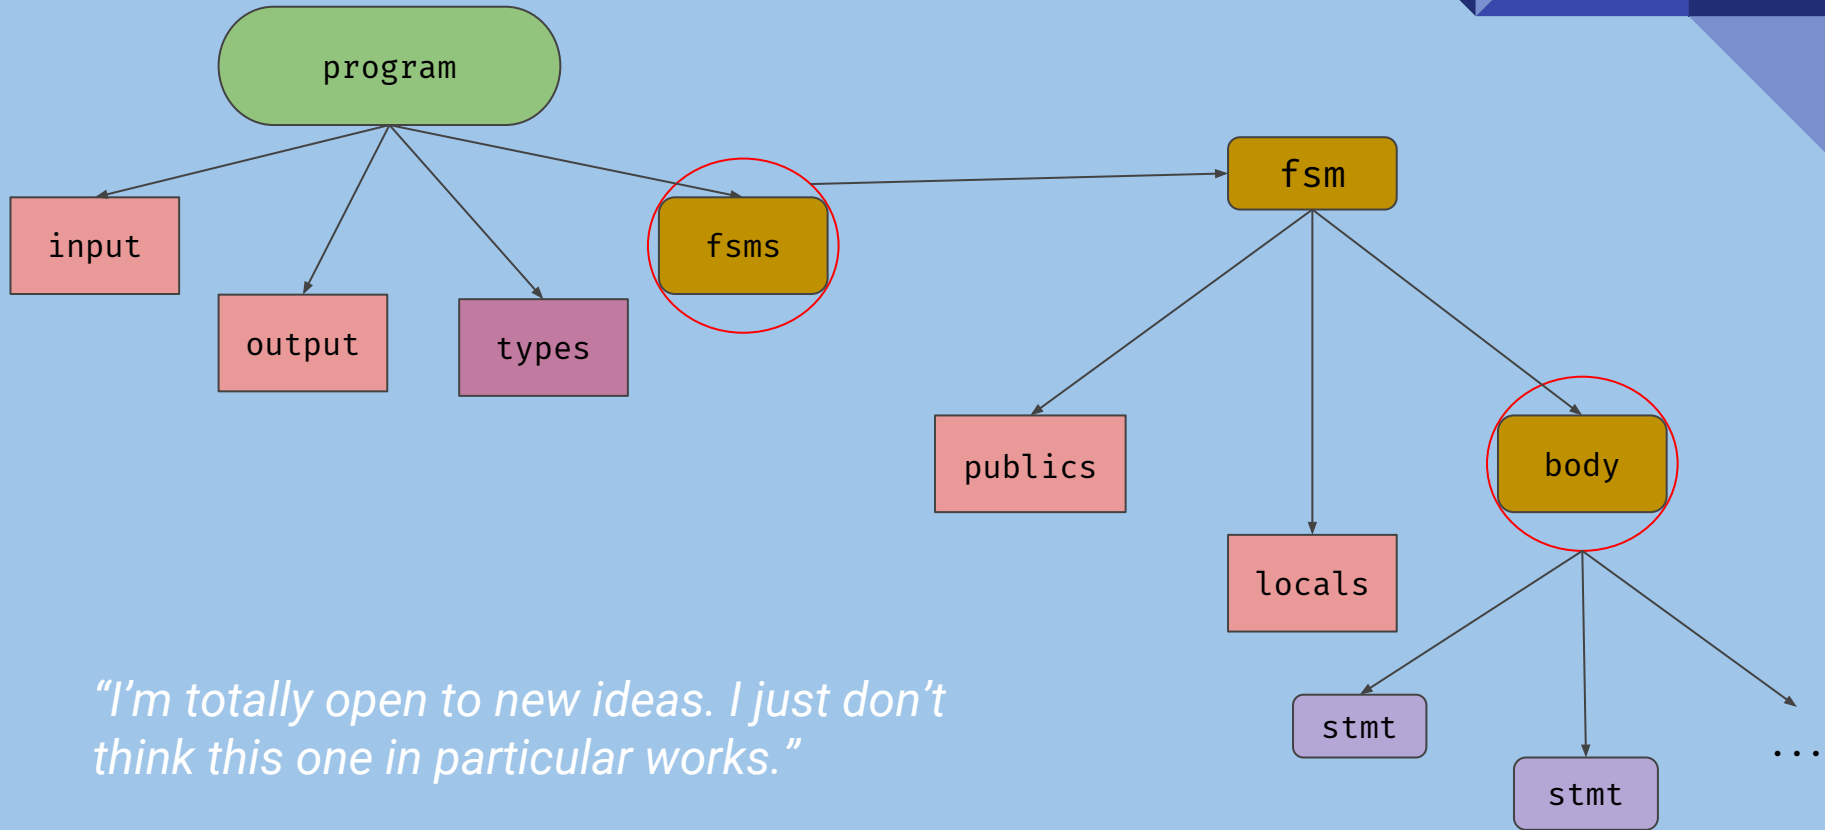 program
fsm
input
fsms
output
types
publics
body
locals
“I’m totally open to new ideas. I just don’t
think this one in particular works.”
stmt
...
stmt